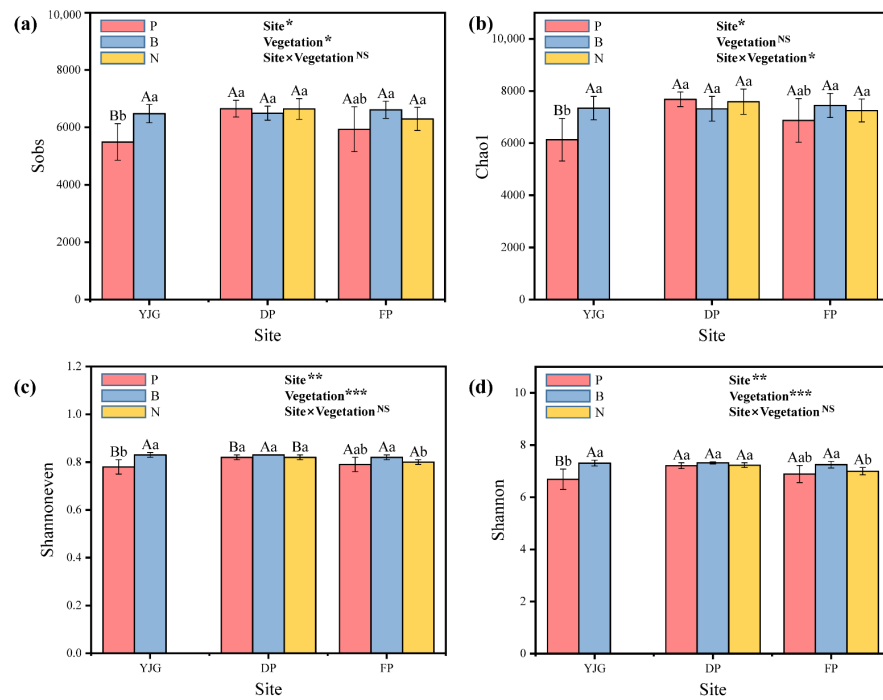 (a)
P Site*
B Vegetation*
N Site×Vegetation NS
10,000
8000
6000
4000
2000
0
Sobs
Bb Aa Aa Aa Aa Aab Aa Aa
YJG DP FP
Site
(b)
P Site*
B Vegetation NS
N Site×Vegetation*
10,000
8000
6000
4000
2000
0
Chao1
Bb Aa Aa Aa Aa Aab Aa Aa
YJG DP FP
Site
(c)
P Site**
B Vegetation***
N Site×Vegetation NS
1.2
1.0
0.8
0.6
0.4
0.2
0.0
Shannoneven
Bb Aa Ba Aa Ba Aab Aa Ab
YJG DP FP
Site
(d)
P Site**
B Vegetation***
N Site×Vegetation NS
10
8
6
4
2
0
Shannon
Bb Aa Aa Aa Aa Aab Aa Ab
YJG DP FP
Site